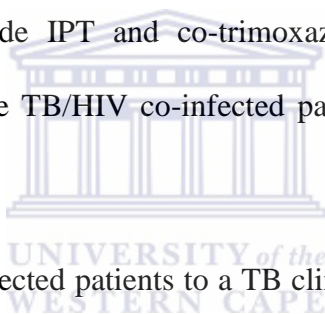 de IPT and co-trimoxaz
e TB/HIV co-infected pa
UNIVERSITY of the
ected patients to a TB clin
WESTERN CAPE